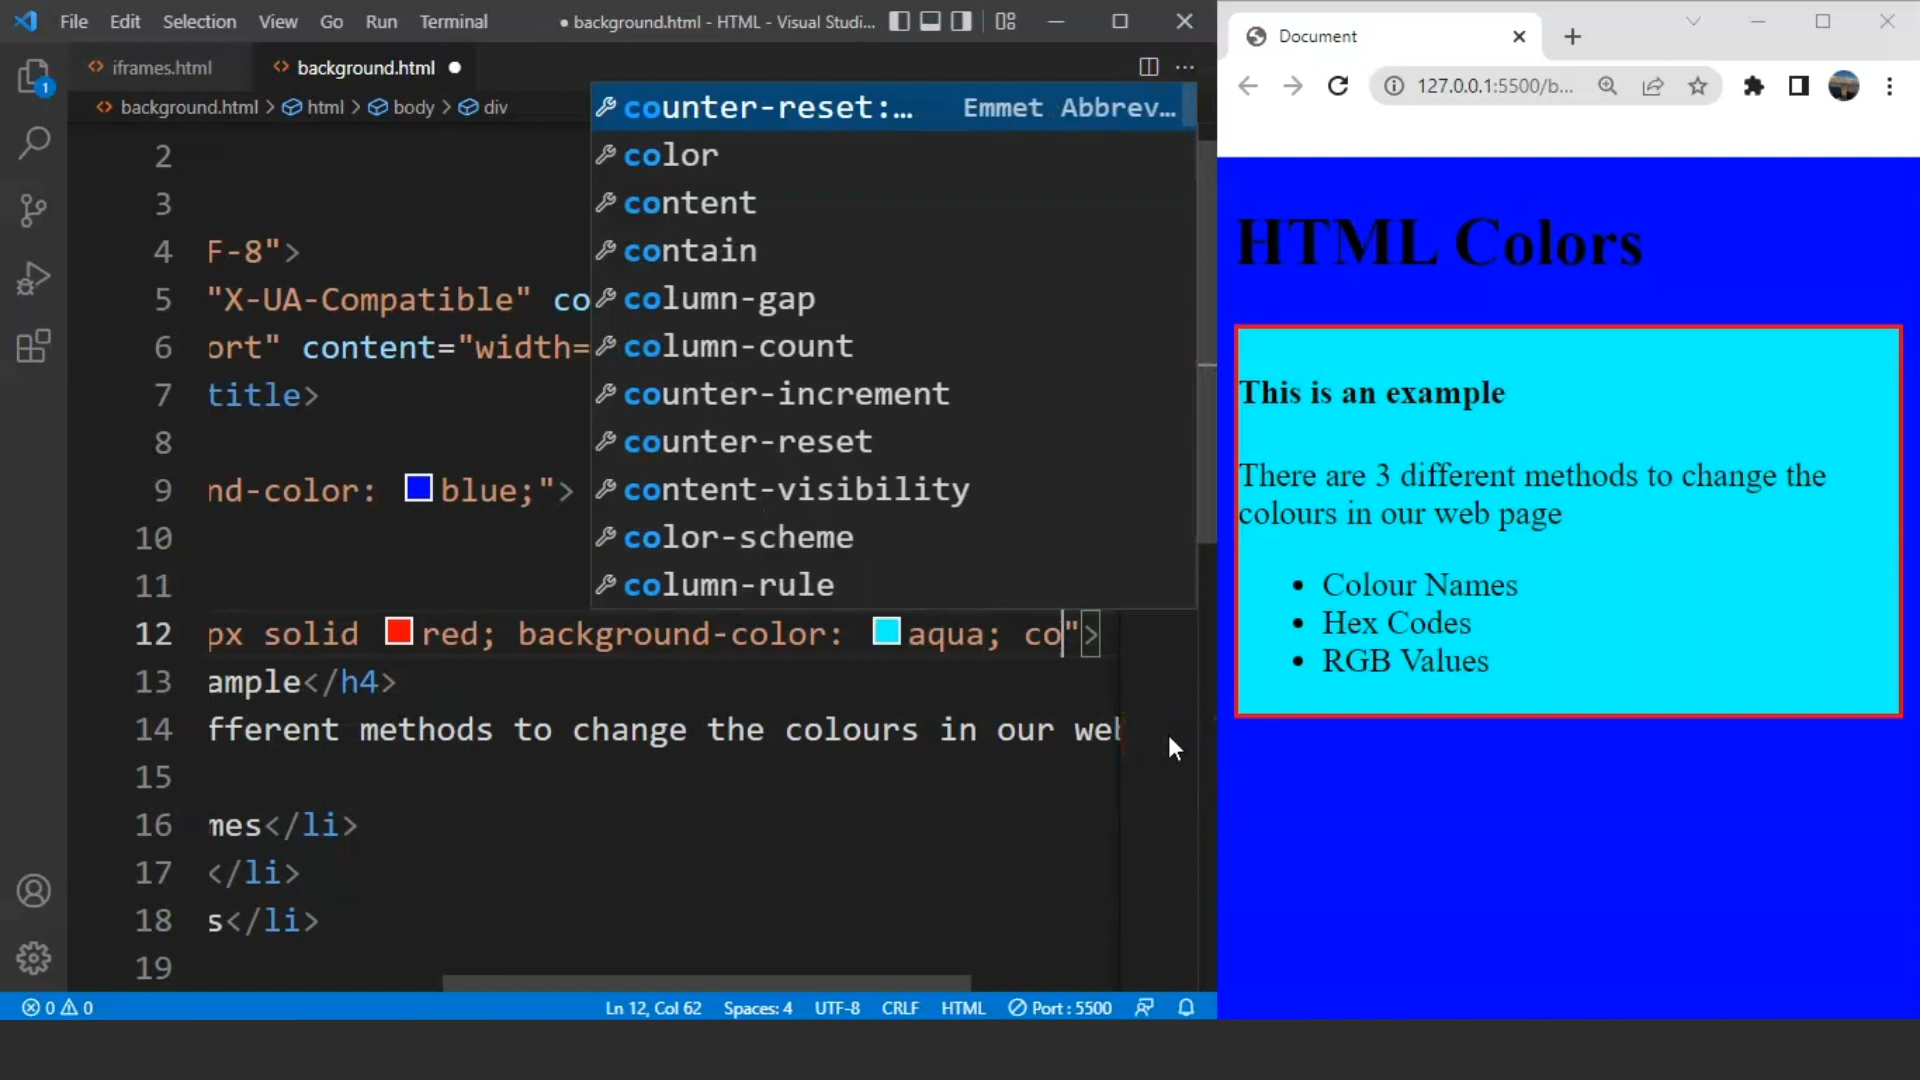 File Edit Selection View Go Run Terminal ● background.html - HTML - Visual Studi...
iframes.html background.html
background.html > html > body > div
2
3
4 F-8">
5 "X-UA-Compatible" co
6 ort" content="width=
7 title>
8
9 nd-color: blue;">
10
11
12 px solid red; background-color: aqua; co">
13 ample</h4>
14 fferent methods to change the colours in our web
15
16 mes</li>
17 </li>
18 s</li>
19
counter-reset:… Emmet Abbrev…
color
content
contain
column-gap
column-count
counter-increment
counter-reset
content-visibility
color-scheme
column-rule
1
0 0 Ln 12, Col 62 Spaces: 4 UTF-8 CRLF HTML Port : 5500
Document
127.0.0.1:5500/b...
HTML Colors
This is an example
There are 3 different methods to change the
colours in our web page
• Colour Names
• Hex Codes
• RGB Values